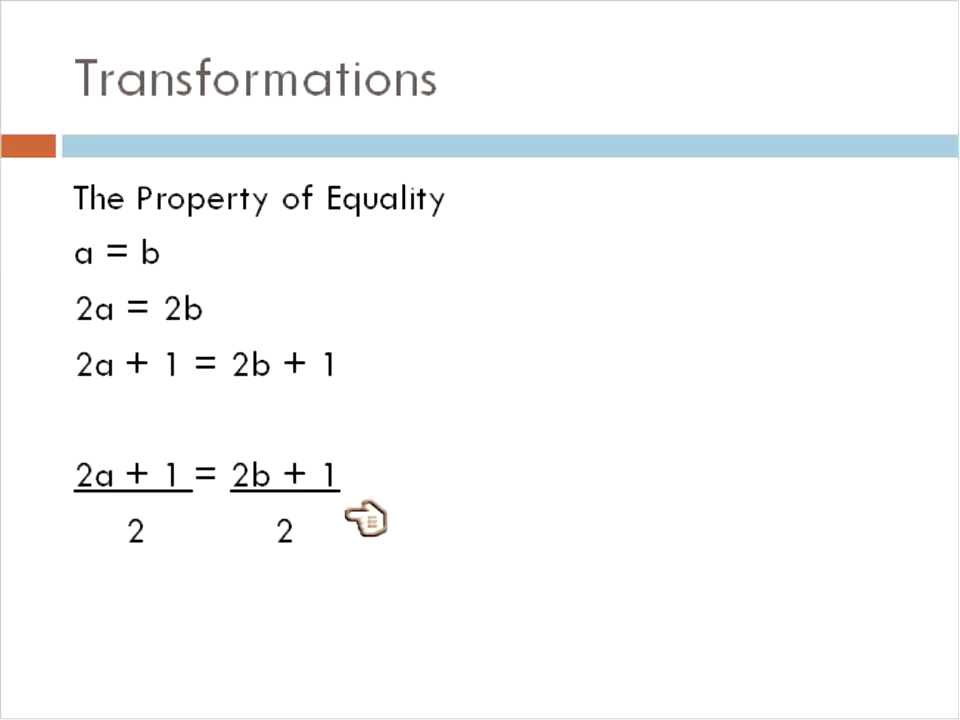 Transformations
The Property of Equality
a = b
2a = 2b
2a + 1 = 2b + 1
2a + 1 = 2b + 1
2 2